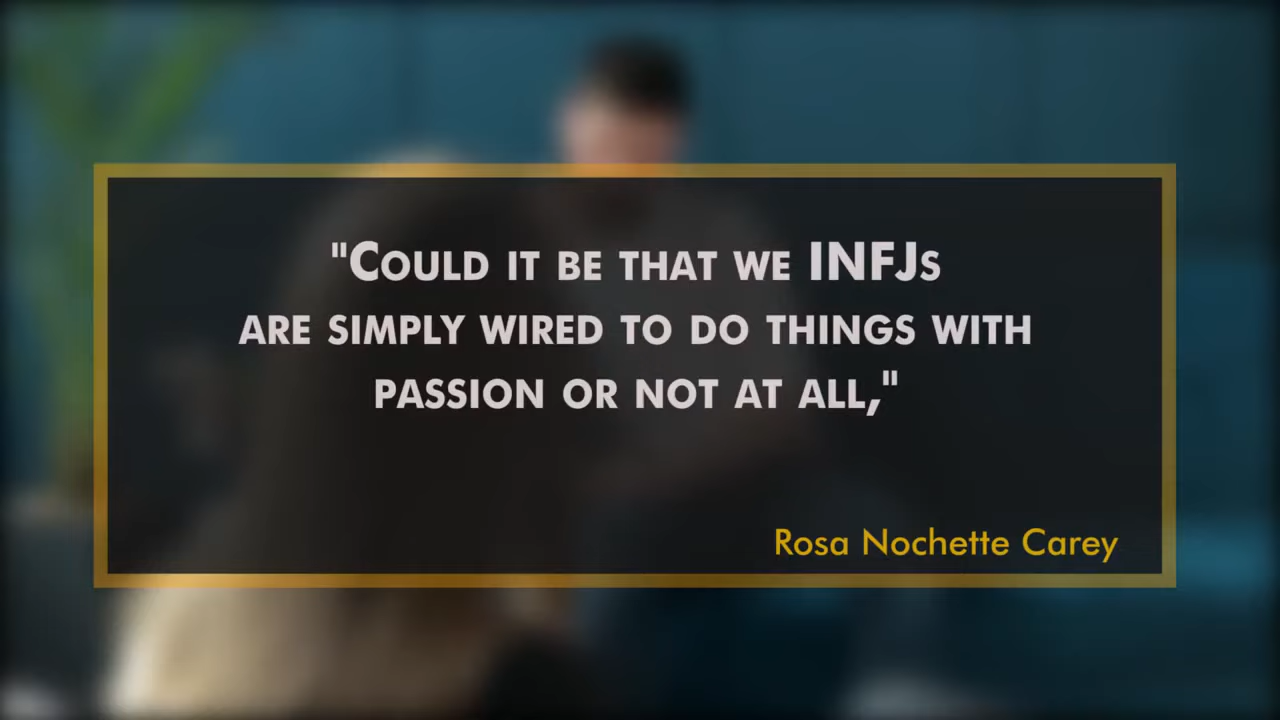 "Could it be that we INFJs
are simply wired to do things with
passion or not at all,"
Rosa Nochette Carey